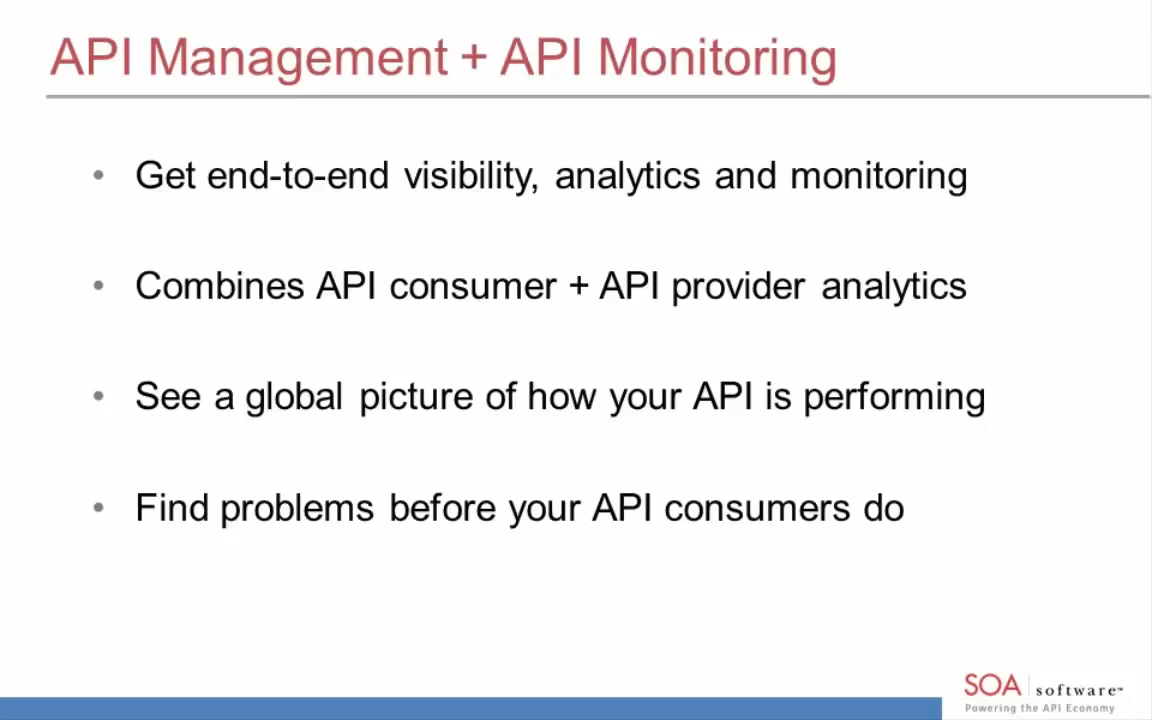 API Management + API Monitoring
• Get end-to-end visibility, analytics and monitoring
• Combines API consumer + API provider analytics
• See a global picture of how your API is performing
• Find problems before your API consumers do
SOA software™
Powering the API Economy